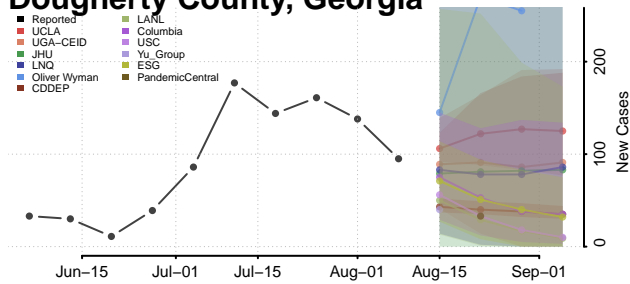 Dougherty County, Georgia
Reported
UCLA
UGA−CEID
JHU
LNQ
Oliver Wyman
CDDEP
LANL
Columbia
USC
Yu_Group
ESG
PandemicCentral
0
100
200
New Cases
Jun−15
Jul−01
Jul−15
Aug−01
Aug−15
Sep−01